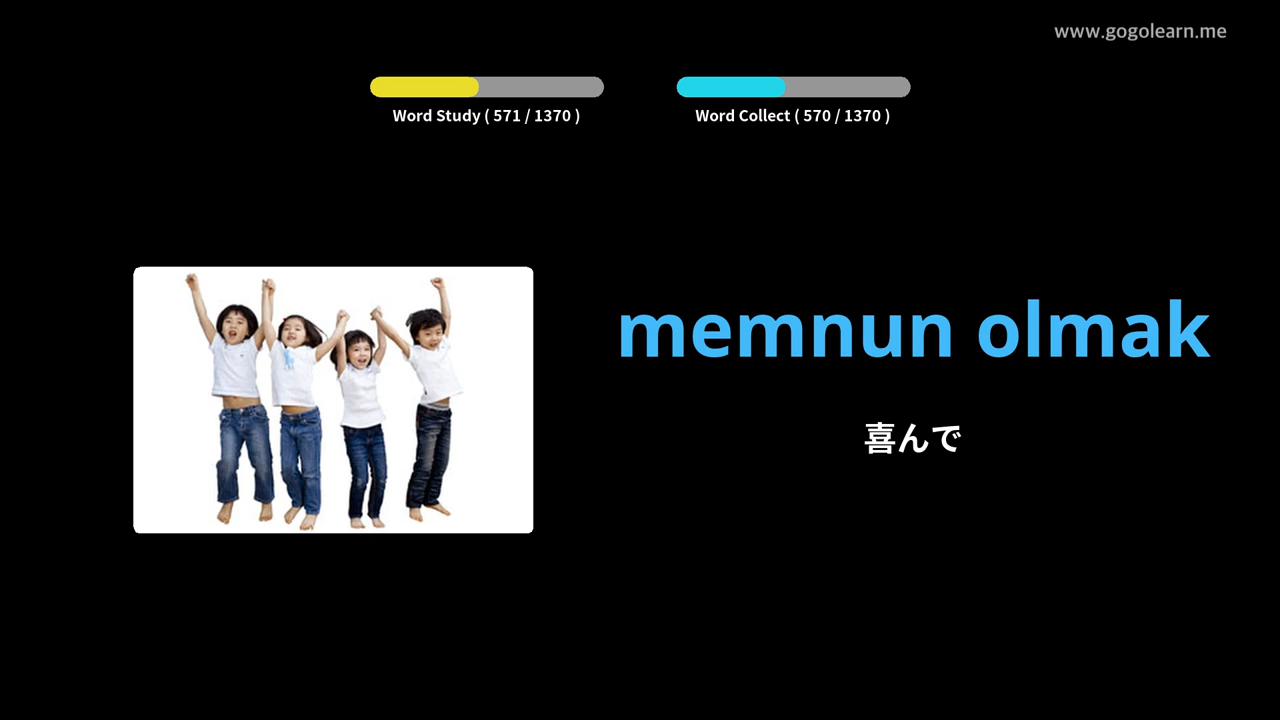 www.gogolearn.me
Word Study ( 571 / 1370 )
Word Collect ( 570 / 1370 )
memnun olmak
喜んで